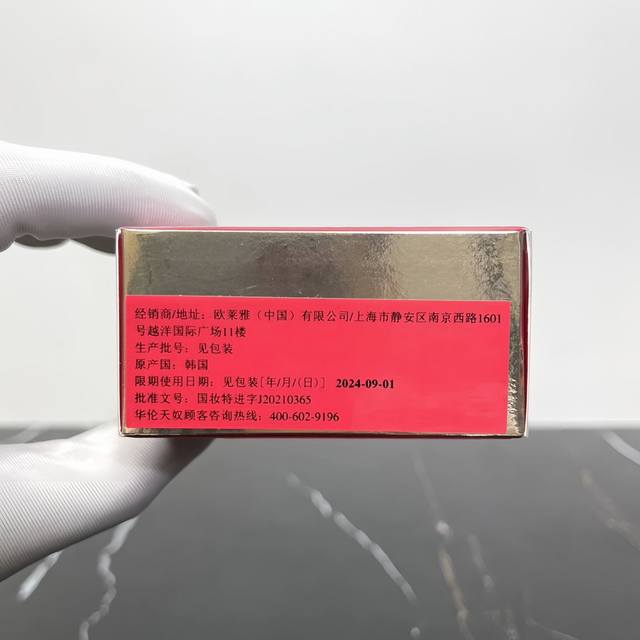 经销商/地址：欧莱雅（中国）有限公司/上海市静安区南京西路1601
号越洋国际广场11楼
生产批号：见包装
原产国：韩国
限期使用日期：见包装[年/月/(日)] 2024-09-01
批准文号：国妆特进字J20210365
华伦天奴顾客咨询热线：400-602-9196